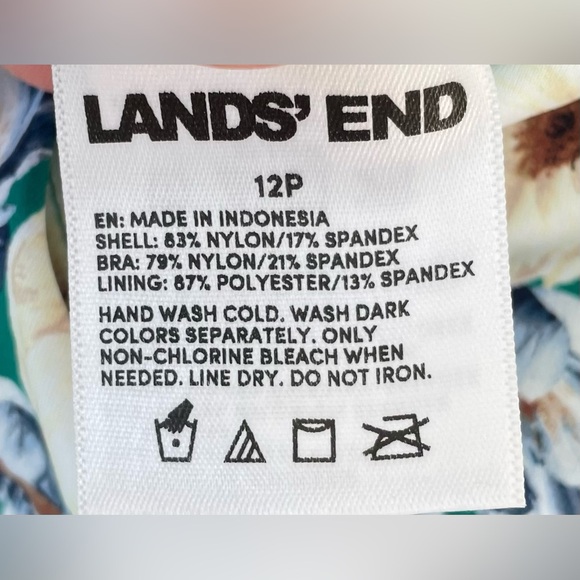 LANDS' END
12P
EN: MADE IN INDONESIA
SHELL: 83% NYLON/17% SPANDEX
BRA: 79% NYLON/21% SPANDEX
LINING: 87% POLYESTER/13% SPANDEX
HAND WASH COLD. WASH DARK
COLORS SEPARATELY. ONLY
NON-CHLORINE BLEACH WHEN
NEEDED. LINE DRY. DO NOT IRON.